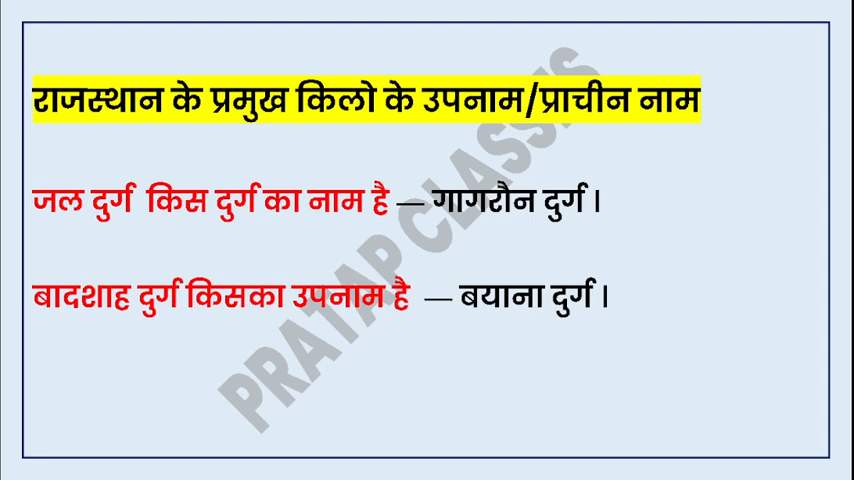 राजस्थान के प्रमुख किलो के उपनाम/प्राचीन नाम
जल दुर्ग किस दुर्ग का नाम है — गागरौन दुर्ग ।
बादशाह दुर्ग किसका उपनाम है — बयाना दुर्ग ।
PRATAP CLASSES